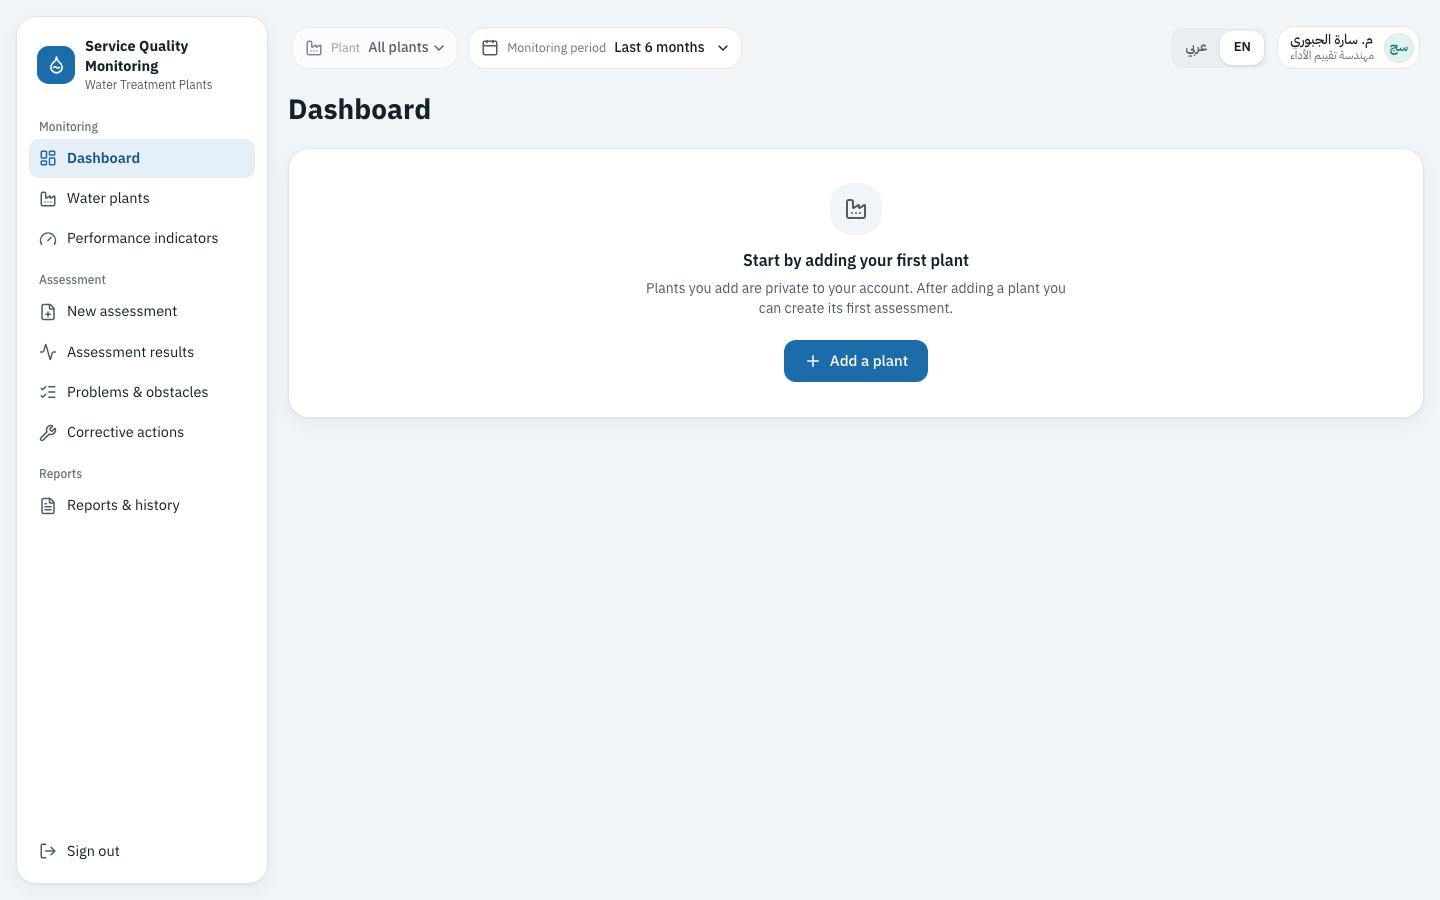 Service Quality
Monitoring
Water Treatment Plants
Monitoring
Dashboard
Water plants
Performance indicators
Assessment
New assessment
Assessment results
Problems & obstacles
Corrective actions
Reports
Reports & history
Sign out
Plant All plants
Monitoring period Last 6 months
عربي
EN
م. سارة الجبوري
مهندسة تقييم الأداء
سج
Dashboard
Start by adding your first plant
Plants you add are private to your account. After adding a plant you
can create its first assessment.
Add a plant